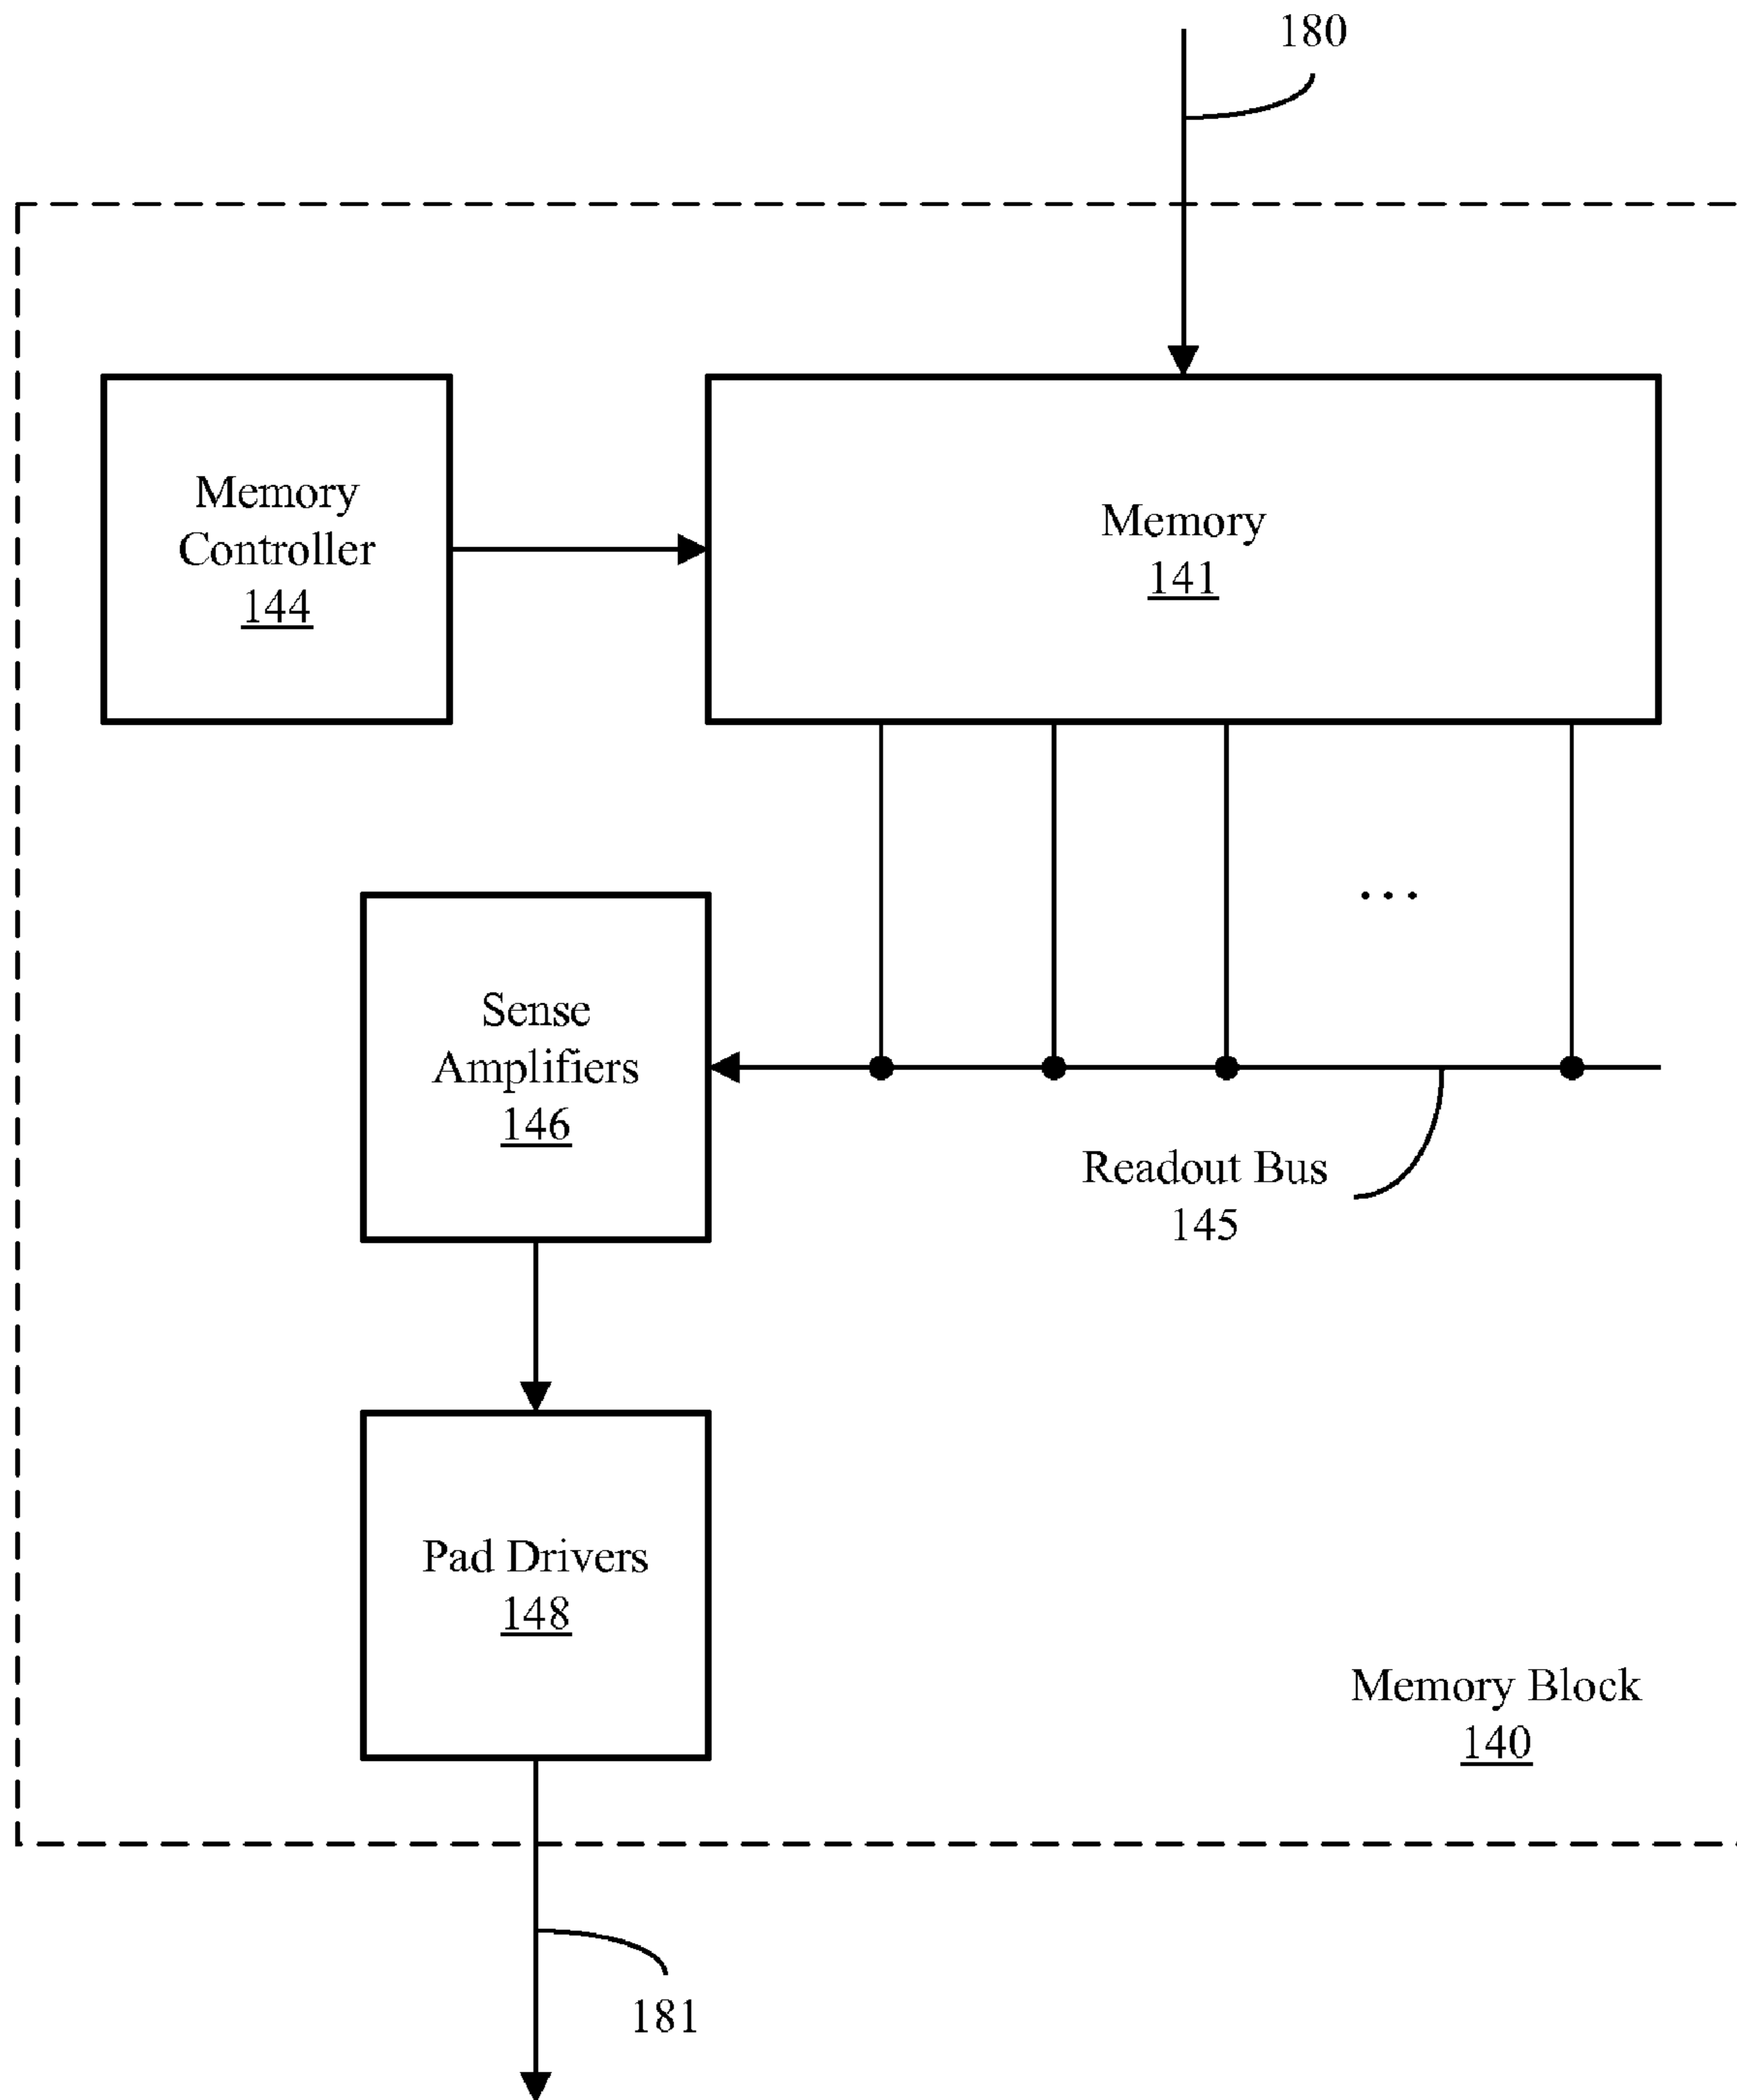 180
Memory
Controller
144
Memory
141
...
Sense
Amplifiers
146
Readout Bus
145
Pad Drivers
148
Memory Block
140
181